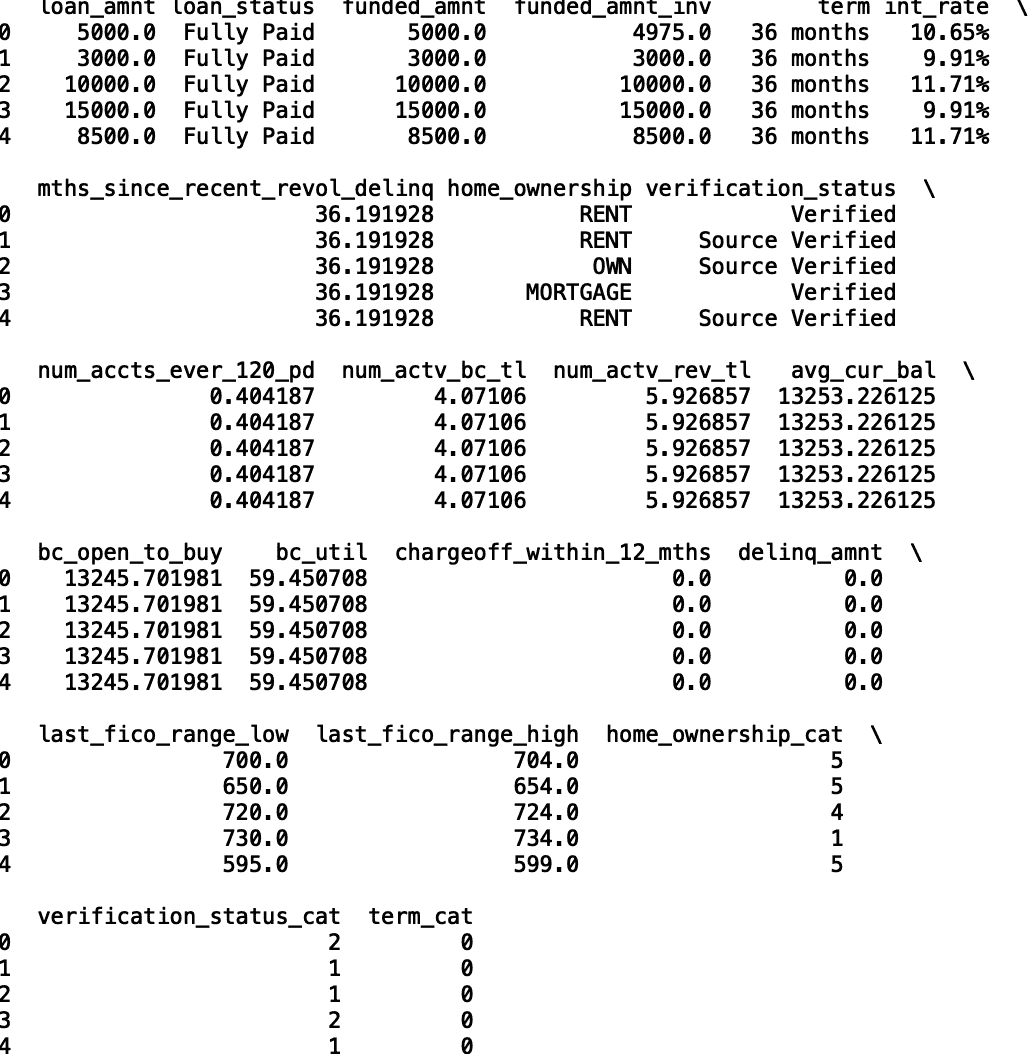 loan_amnt loan_status  funded_amnt  funded_amnt_inv        term int_rate  \
0     5000.0  Fully Paid       5000.0           4975.0   36 months   10.65%
1     3000.0  Fully Paid       3000.0           3000.0   36 months    9.91%
2    10000.0  Fully Paid      10000.0          10000.0   36 months   11.71%
3    15000.0  Fully Paid      15000.0          15000.0   36 months    9.91%
4     8500.0  Fully Paid       8500.0           8500.0   36 months   11.71%
mths_since_recent_revol_delinq home_ownership verification_status  \
0                       36.191928           RENT            Verified
1                       36.191928           RENT     Source Verified
2                       36.191928            OWN     Source Verified
3                       36.191928       MORTGAGE            Verified
4                       36.191928           RENT     Source Verified
num_accts_ever_120_pd  num_actv_bc_tl  num_actv_rev_tl   avg_cur_bal  \
0               0.404187         4.07106         5.926857  13253.226125
1               0.404187         4.07106         5.926857  13253.226125
2               0.404187         4.07106         5.926857  13253.226125
3               0.404187         4.07106         5.926857  13253.226125
4               0.404187         4.07106         5.926857  13253.226125
bc_open_to_buy    bc_util  chargeoff_within_12_mths  delinq_amnt  \
0    13245.701981  59.450708                       0.0          0.0
1    13245.701981  59.450708                       0.0          0.0
2    13245.701981  59.450708                       0.0          0.0
3    13245.701981  59.450708                       0.0          0.0
4    13245.701981  59.450708                       0.0          0.0
last_fico_range_low  last_fico_range_high  home_ownership_cat  \
0                700.0                 704.0                   5
1                650.0                 654.0                   5
2                720.0                 724.0                   4
3                730.0                 734.0                   1
4                595.0                 599.0                   5
verification_status_cat  term_cat
0                        2         0
1                        1         0
2                        1         0
3                        2         0
4                        1         0